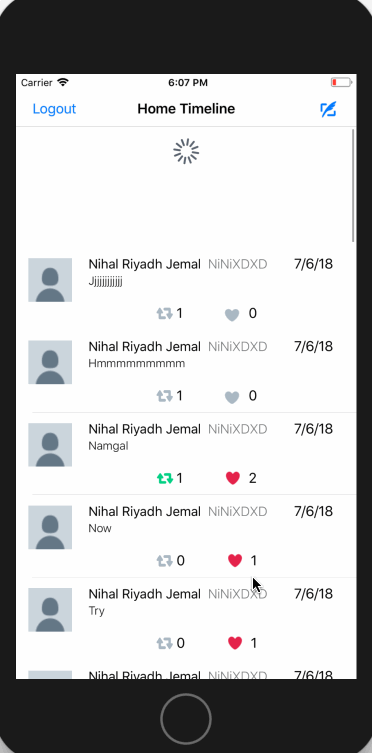 Carrier 6:07 PM
Logout Home Timeline
Nihal Riyadh Jemal NiNiXDXD 7/6/18
Jjjjjjjjjjjj
1 0
Nihal Riyadh Jemal NiNiXDXD 7/6/18
Hmmmmmmmmm
1 0
Nihal Riyadh Jemal NiNiXDXD 7/6/18
Namgal
1 2
Nihal Riyadh Jemal NiNiXDXD 7/6/18
Now
0 1
Nihal Riyadh Jemal NiNiXDXD 7/6/18
Try
0 1
Nihal Riyadh Jemal NiNiXDXD 7/6/18